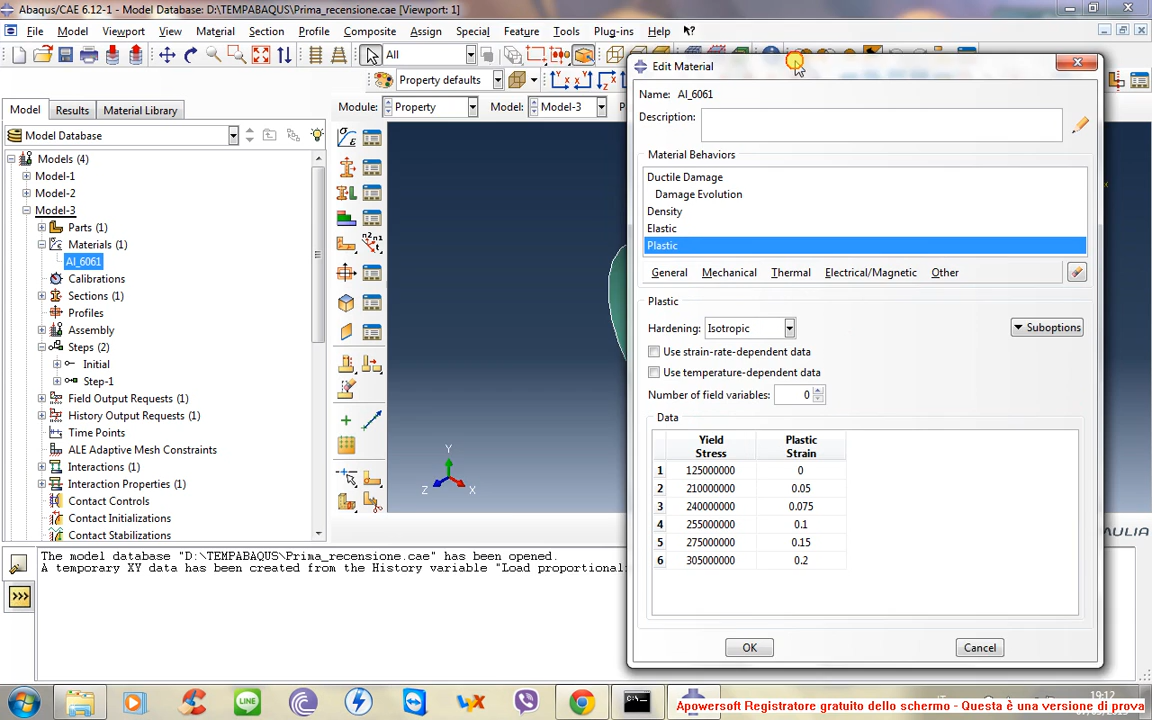 Abaqus/CAE 6.12-1 - Model Database: D:\TEMPABAQUS\Prima_recensione.cae [Viewport: 1]
File Model Viewport View Material Section Profile Composite Assign Special Feature Tools Plug-ins Help
All
Property defaults
Model Results Material Library
Module: Property Model: Model-3
Model Database
Models (4)
Model-1
Model-2
Model-3
Parts (1)
Materials (1)
Al_6061
Calibrations
Sections (1)
Profiles
Assembly
Steps (2)
Initial
Step-1
Field Output Requests (1)
History Output Requests (1)
Time Points
ALE Adaptive Mesh Constraints
Interactions (1)
Interaction Properties (1)
Contact Controls
Contact Initializations
Contact Stabilizations
Y
Z
X
Edit Material
Name: Al_6061
Description:
Material Behaviors
Ductile Damage
Damage Evolution
Density
Elastic
Plastic
General Mechanical Thermal Electrical/Magnetic Other
Plastic
Hardening: Isotropic
Suboptions
Use strain-rate-dependent data
Use temperature-dependent data
Number of field variables: 0
Data
Yield Stress Plastic Strain
1 125000000 0
2 210000000 0.05
3 240000000 0.075
4 255000000 0.1
5 275000000 0.15
6 305000000 0.2
OK Cancel
The model database "D:\TEMPABAQUS\Prima_recensione.cae" has been opened.
A temporary XY data has been created from the History variable "Load proportionali
>>>
LINE
19:12
Apowersoft Registratore gratuito dello schermo - Questa è una versione di prova